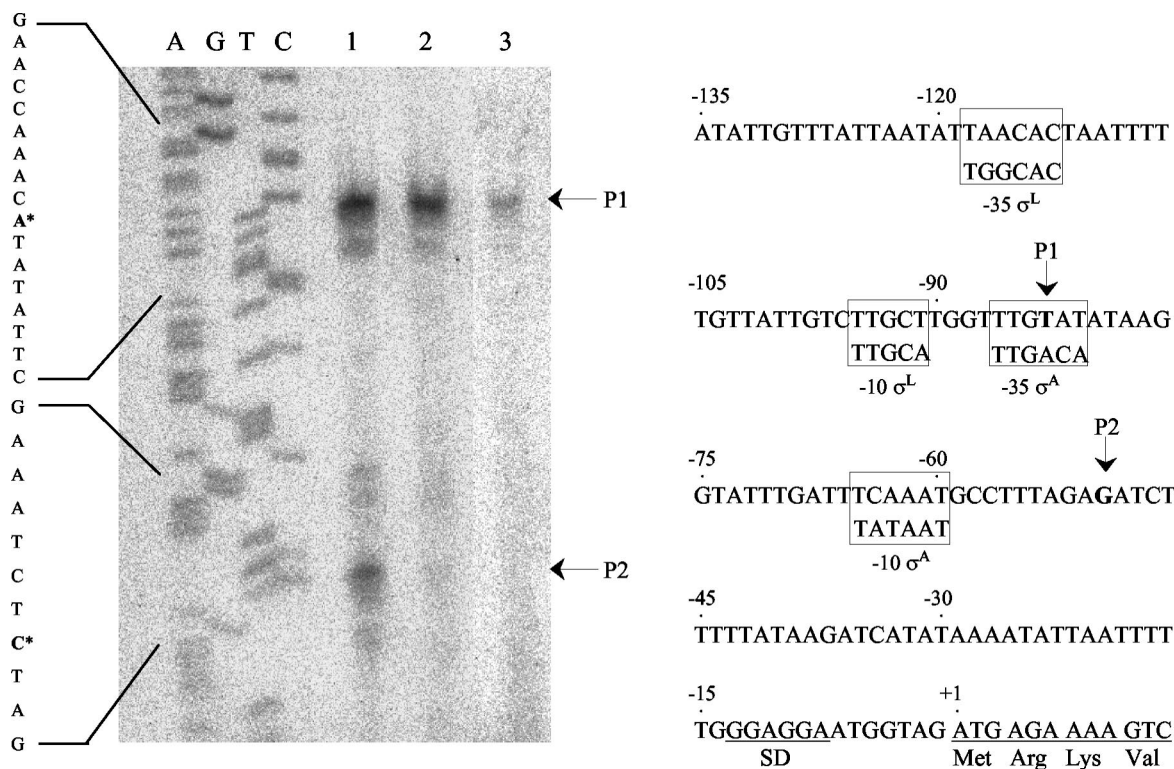 G
A
A
C
C
A
A
A
C
A*
T
A
T
A
T
T
C
G
A
A
A
T
C
T
C*
T
A
G
A G T C 1 2 3
P1
P2
-135 -120
ATATTGTTTATTAATATTAACACTAATTTT
TGGCAC
-35 σL
P1
-105 -90
TGTTATTGTCTTGCTTGGTTTGTATATAAG
TTGCA TTGACA
-10 σL -35 σA
P2
-75 -60
GTATTTGATTTCAAATGCCTTTAGAGATCT
TATAAT
-10 σA
-45 -30
TTTTATAAGATCATATAAAATATTAATTTT
-15 +1
TGGGAGGAATGGTAG ATG AGA AAA GTC
SD Met Arg Lys Val